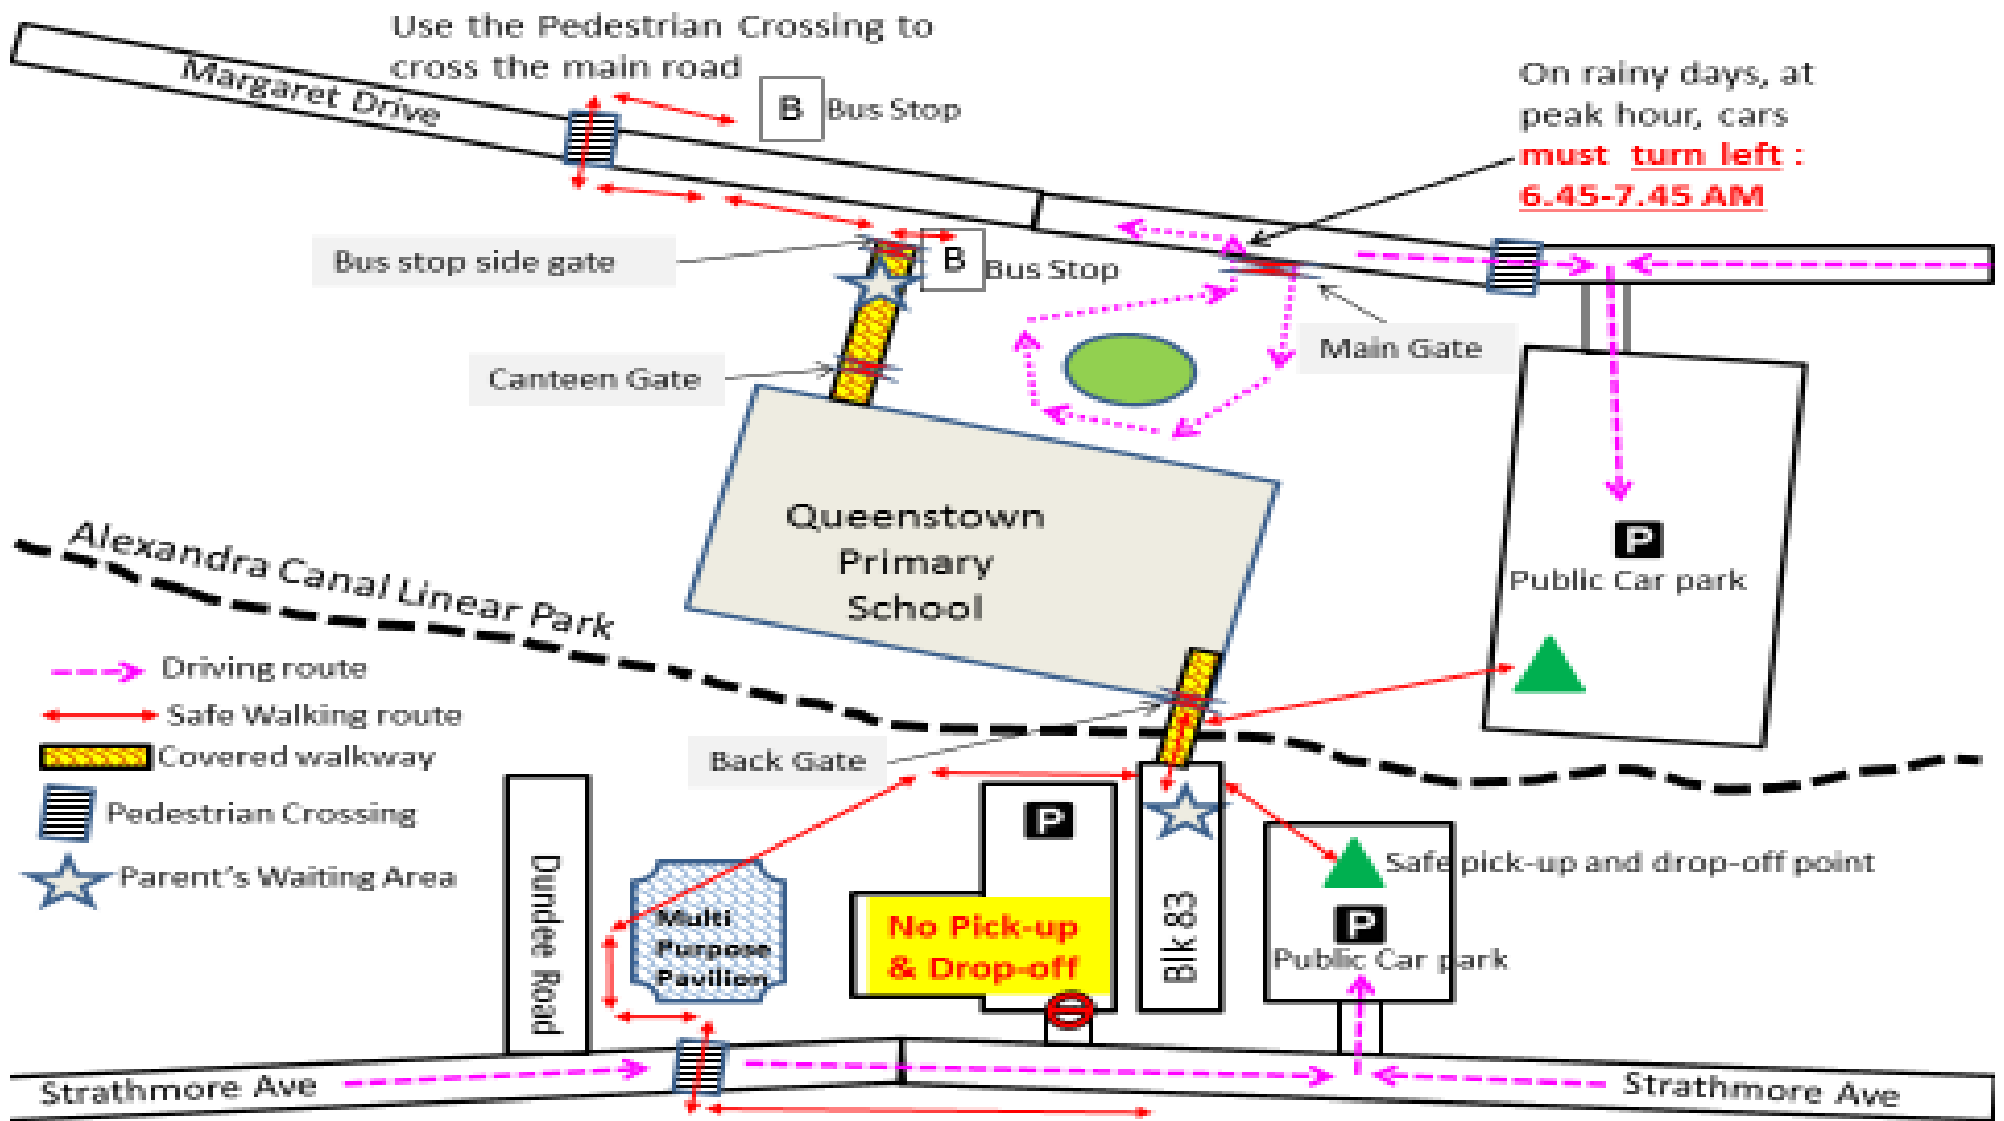 Use the Pedestrian Crossing to
cross the main road
Margaret Drive
B Bus Stop
On rainy days, at
peak hour, cars
must turn left :
6.45-7.45 AM
Bus stop side gate
B Bus Stop
Main Gate
Canteen Gate
Queenstown
Primary
School
P
Public Car park
Alexandra Canal Linear Park
Driving route
Safe Walking route
Covered walkway
Pedestrian Crossing
Parent's Waiting Area
Back Gate
Dundee Road
Multi
Purpose
Pavilion
P
No Pick-up
& Drop-off
Blk 83
Safe pick-up and drop-off point
P
Public Car park
Strathmore Ave
Strathmore Ave